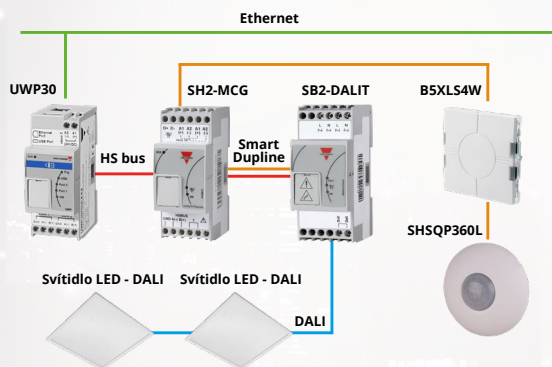 Ethernet
UWP30
SH2-MCG
SB2-DALIT
B5XLS4W
HS bus
Smart
Dupline
SHSQP360L
Svítidlo LED - DALI
Svítidlo LED - DALI
DALI